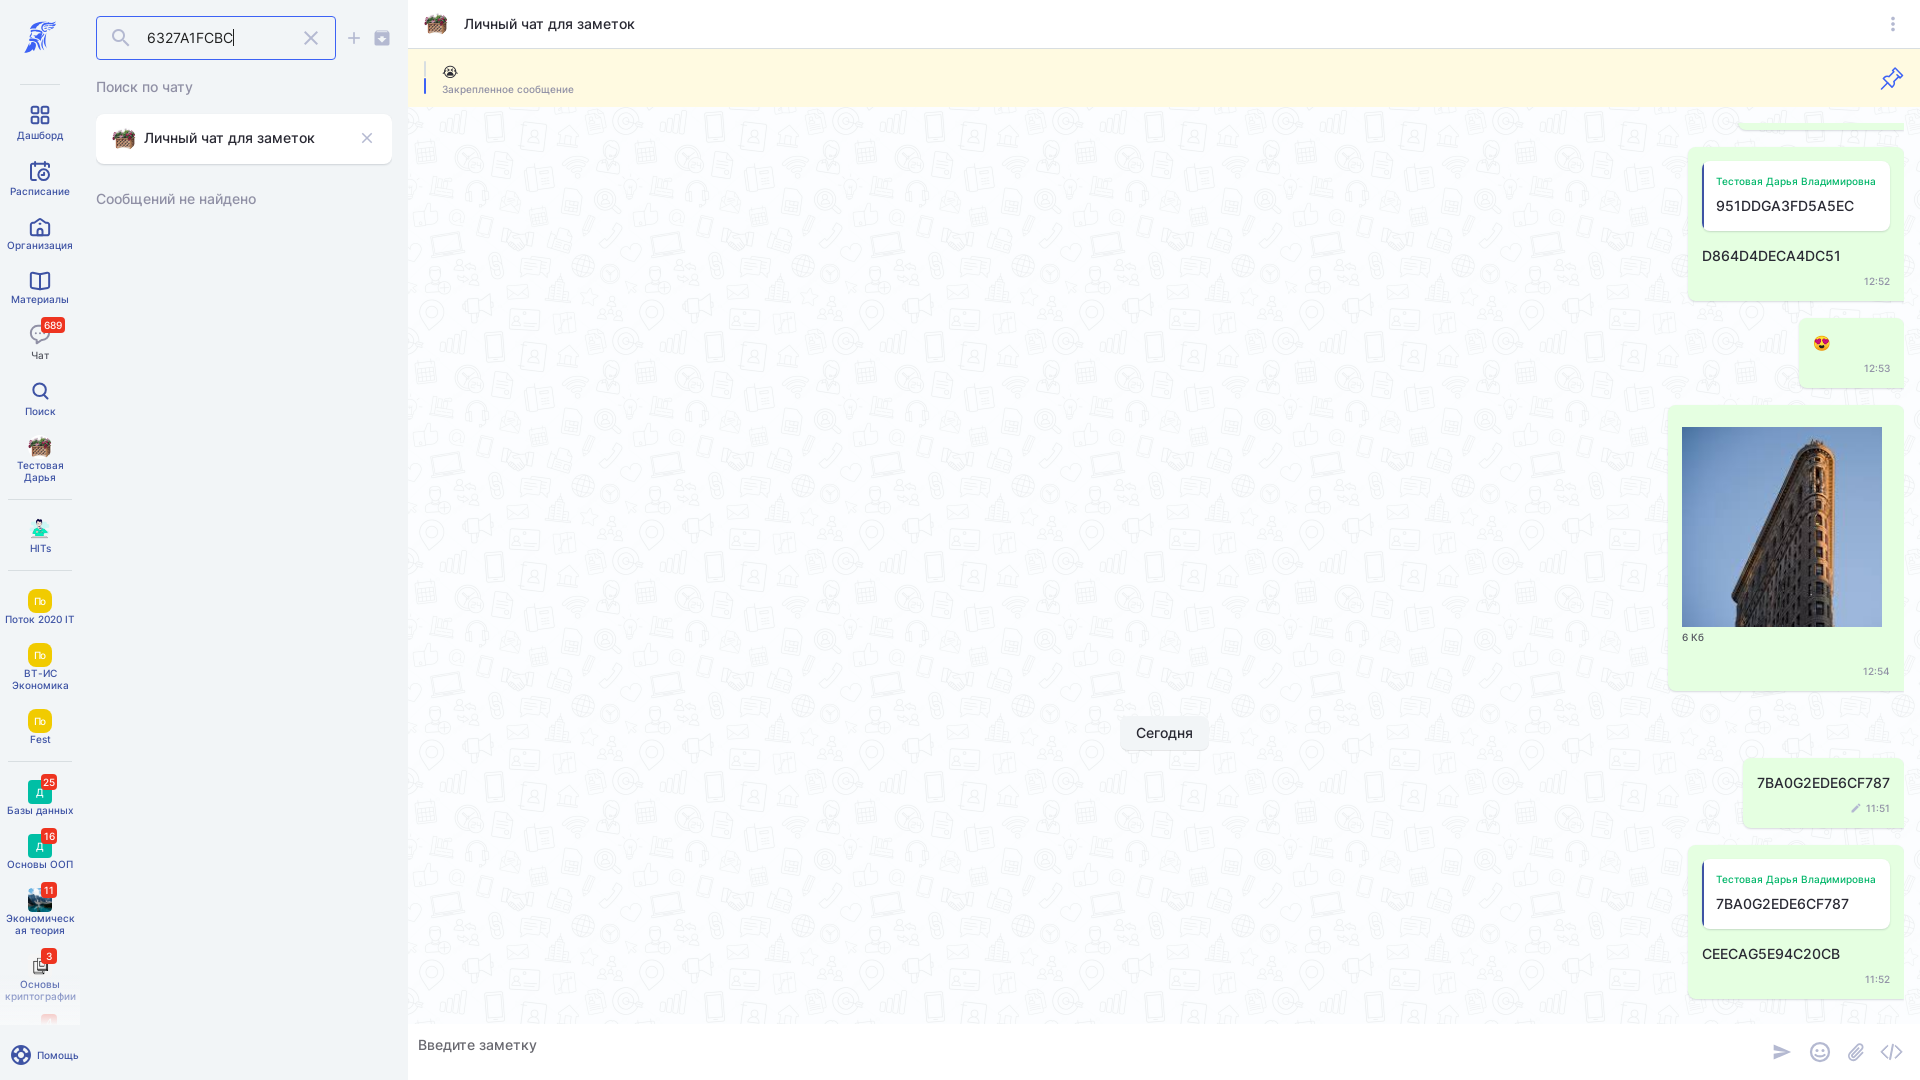 6327A1FCBC
Поиск по чату
Личный чат для заметок
Сообщений не найдено
Дашборд
Расписание
Организация
Материалы
689
Чат
Поиск
Тестовая
Дарья
HITs
По
Поток 2020 IT
По
ВТ-ИС
Экономика
По
Fest
25
Д
Базы данных
16
Д
Основы ООП
11
Экономическ
ая теория
3
Основы
криптографии
Помощь
Личный чат для заметок
Закрепленное сообщение
Тестовая Дарья Владимировна
951DDGA3FD5A5EC
D864D4DECA4DC51
12:52
12:53
6 Кб
12:54
Сегодня
7BA0G2EDE6CF787
11:51
Тестовая Дарья Владимировна
7BA0G2EDE6CF787
CEECAG5E94C20CB
11:52
Введите заметку